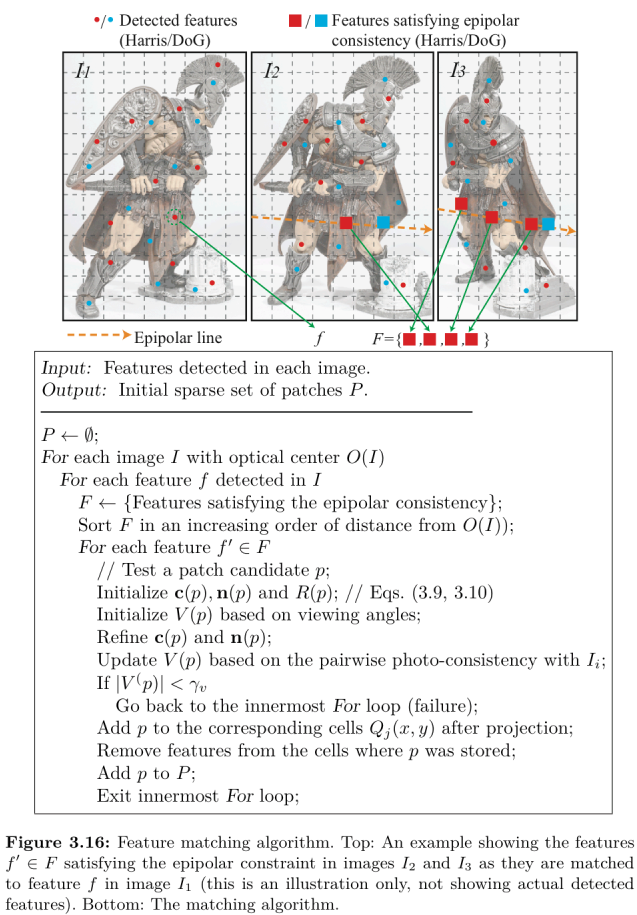 •/• Detected features
(Harris/DoG)
■ / ■ Features satisfying epipolar
consistency (Harris/DoG)
I1
I2
I3
Epipolar line
f
F={■,■,■,■ }
Input: Features detected in each image.
Output: Initial sparse set of patches P.
P ← ∅;
For each image I with optical center O(I)
For each feature f detected in I
F ← {Features satisfying the epipolar consistency};
Sort F in an increasing order of distance from O(I));
For each feature f′ ∈ F
// Test a patch candidate p;
Initialize c(p), n(p) and R(p); // Eqs. (3.9, 3.10)
Initialize V(p) based on viewing angles;
Refine c(p) and n(p);
Update V(p) based on the pairwise photo-consistency with Ii;
If |V(p)| < γv
Go back to the innermost For loop (failure);
Add p to the corresponding cells Qj(x, y) after projection;
Remove features from the cells where p was stored;
Add p to P;
Exit innermost For loop;
Figure 3.16: Feature matching algorithm. Top: An example showing the features
f′ ∈ F satisfying the epipolar constraint in images I2 and I3 as they are matched
to feature f in image I1 (this is an illustration only, not showing actual detected
features). Bottom: The matching algorithm.